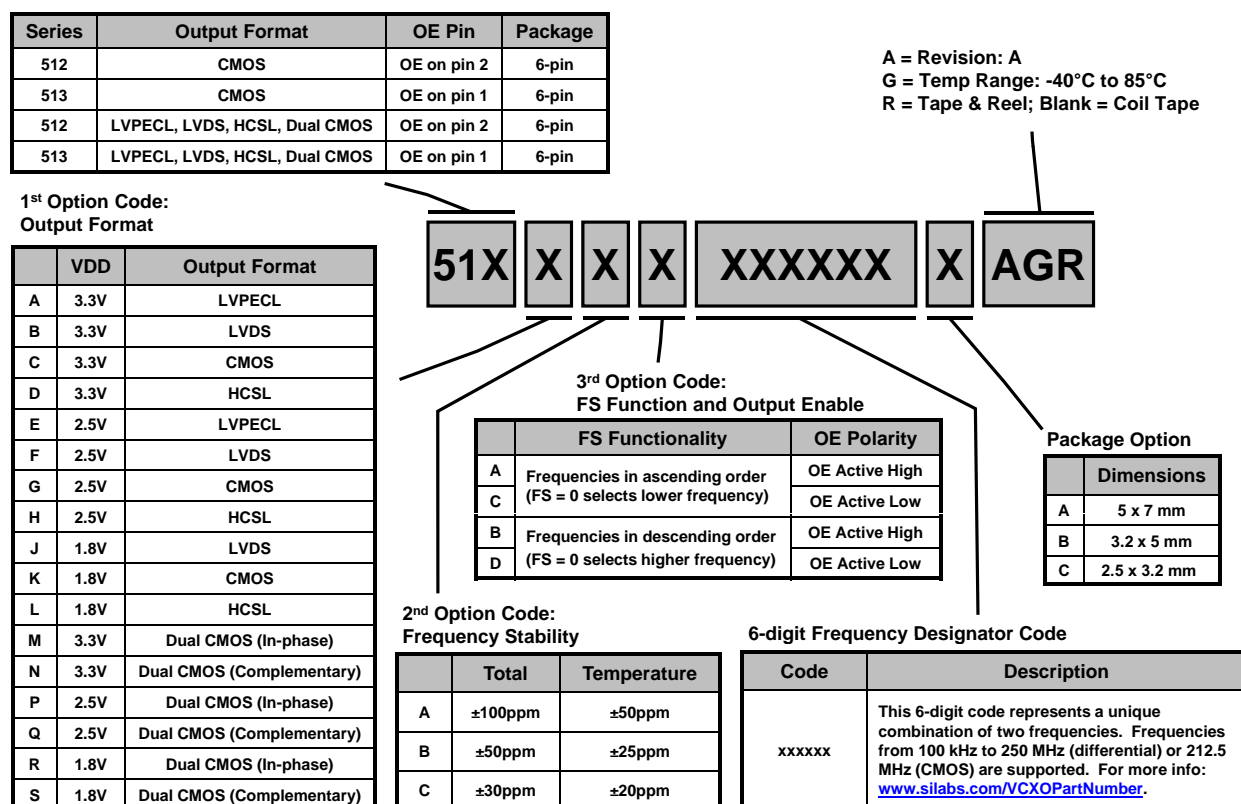 Series Output Format OE Pin Package
512 CMOS OE on pin 2 6-pin
513 CMOS OE on pin 1 6-pin
512 LVPECL, LVDS, HCSL, Dual CMOS OE on pin 2 6-pin
513 LVPECL, LVDS, HCSL, Dual CMOS OE on pin 1 6-pin
A = Revision: A
G = Temp Range: -40°C to 85°C
R = Tape & Reel; Blank = Coil Tape
51X X X X XXXXXX X AGR
1st Option Code:
Output Format
VDD Output Format
A 3.3V LVPECL
B 3.3V LVDS
C 3.3V CMOS
D 3.3V HCSL
E 2.5V LVPECL
F 2.5V LVDS
G 2.5V CMOS
H 2.5V HCSL
J 1.8V LVDS
K 1.8V CMOS
L 1.8V HCSL
M 3.3V Dual CMOS (In-phase)
N 3.3V Dual CMOS (Complementary)
P 2.5V Dual CMOS (In-phase)
Q 2.5V Dual CMOS (Complementary)
R 1.8V Dual CMOS (In-phase)
S 1.8V Dual CMOS (Complementary)
3rd Option Code:
FS Function and Output Enable
FS Functionality OE Polarity
A Frequencies in ascending order OE Active High
C (FS = 0 selects lower frequency) OE Active Low
B Frequencies in descending order OE Active High
D (FS = 0 selects higher frequency) OE Active Low
Package Option
Dimensions
A 5 x 7 mm
B 3.2 x 5 mm
C 2.5 x 3.2 mm
2nd Option Code:
Frequency Stability
Total Temperature
A ±100ppm ±50ppm
B ±50ppm ±25ppm
C ±30ppm ±20ppm
6-digit Frequency Designator Code
Code Description
xxxxxx
This 6-digit code represents a unique
combination of two frequencies. Frequencies
from 100 kHz to 250 MHz (differential) or 212.5
MHz (CMOS) are supported. For more info:
www.silabs.com/VCXOPartNumber.